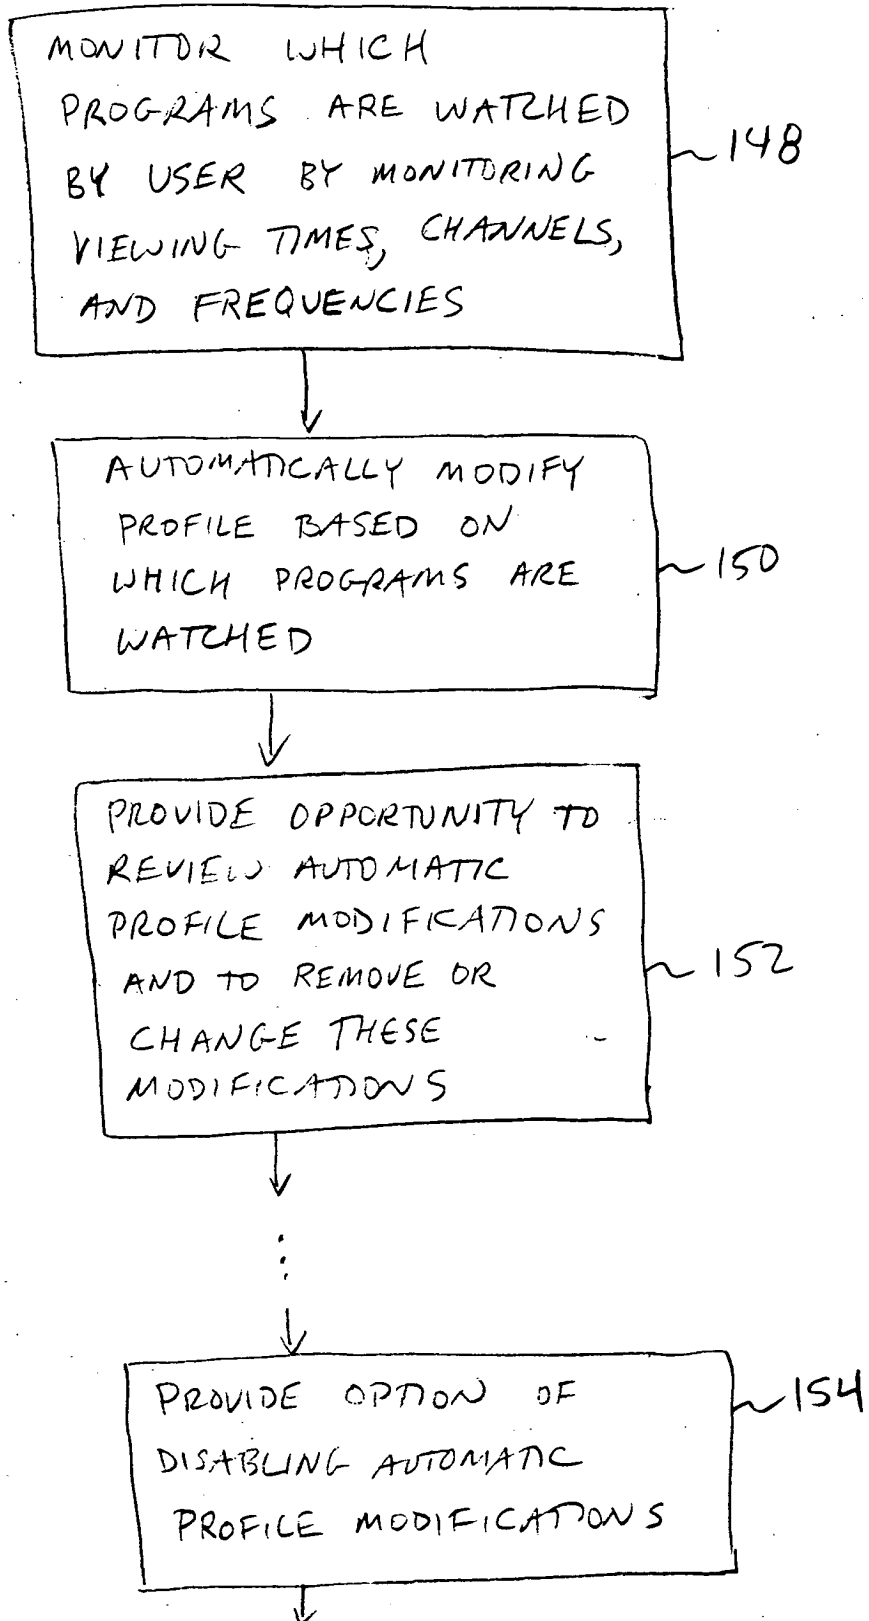 MONITOR WHICH
PROGRAMS ARE WATCHED
BY USER BY MONITORING
VIEWING TIMES, CHANNELS,
AND FREQUENCIES
148
AUTOMATICALLY MODIFY
PROFILE BASED ON
WHICH PROGRAMS ARE
WATCHED
150
PROVIDE OPPORTUNITY TO
REVIEW AUTOMATIC
PROFILE MODIFICATIONS
AND TO REMOVE OR
CHANGE THESE
MODIFICATIONS
152
PROVIDE OPTION OF
DISABLING AUTOMATIC
PROFILE MODIFICATIONS
154